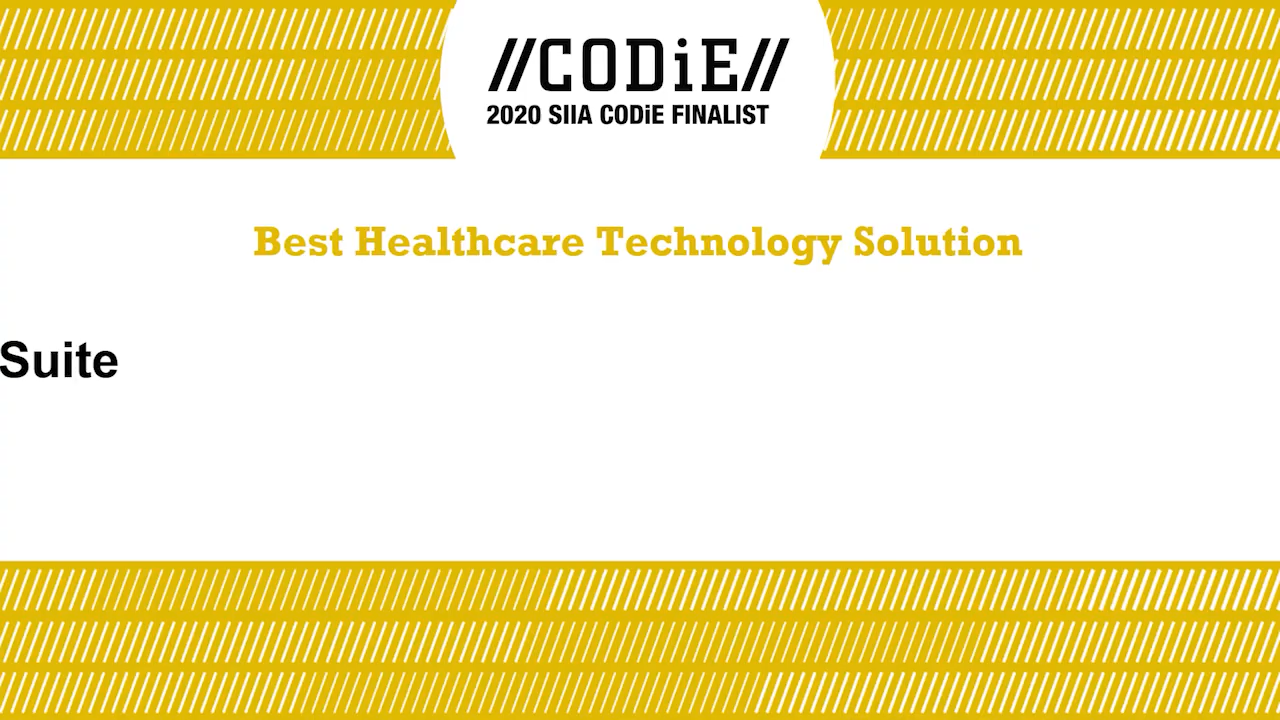 //CODiE//
2020 SIIA CODiE FINALIST
Best Healthcare Technology Solution
Suite